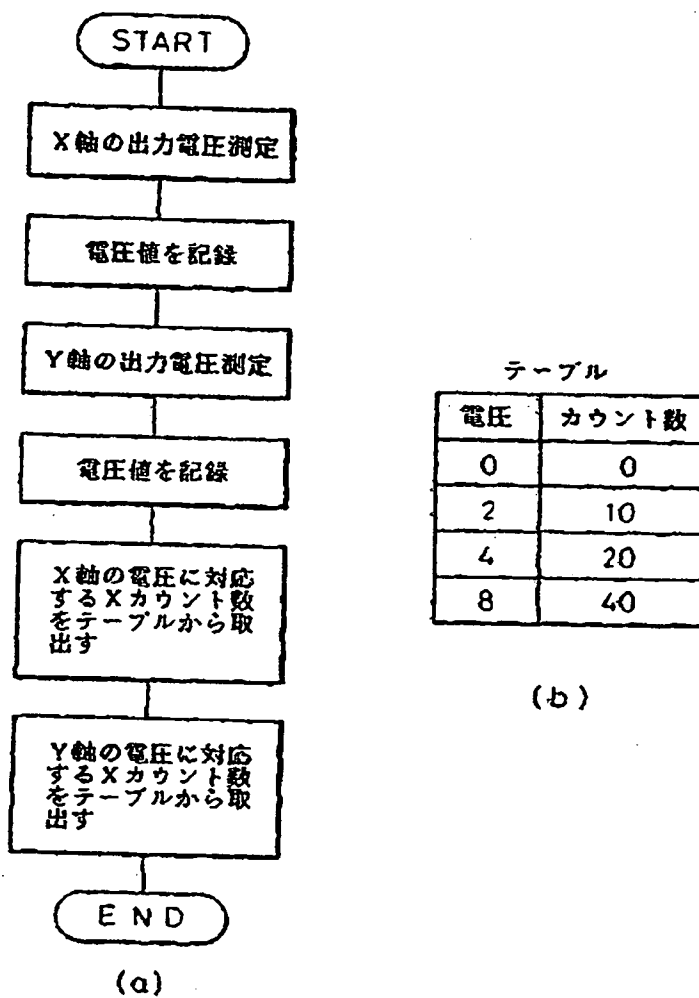 START
X軸の出力電圧測定
電圧値を記録
Y軸の出力電圧測定
電圧値を記録
X軸の電圧に対応
するXカウント数
をテーブルから取
出す
Y軸の電圧に対応
するXカウント数
をテーブルから取
出す
END
(a)
テーブル
電圧 カウント数
0 0
2 10
4 20
8 40
(b)